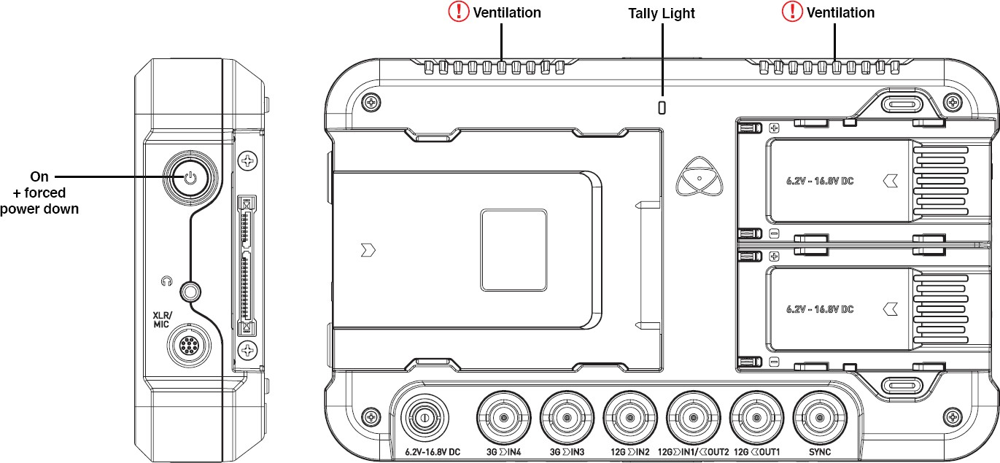 ! Ventilation
Tally Light
! Ventilation
On
+ forced
power down
6.2V - 16.8V DC
XLR/
MIC
6.2V - 16.8V DC
6.2V-16.8V DC
3G IN4
3G IN3
12G IN2
12G IN1/ OUT2
12G OUT1
SYNC